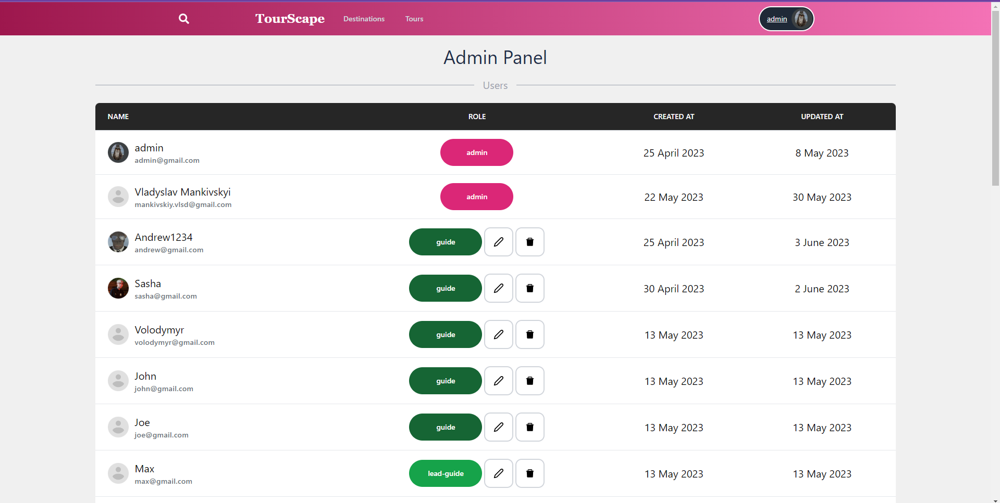 TourScape Destinations Tours admin
Admin Panel
Users
NAME ROLE CREATED AT UPDATED AT
admin
admin@gmail.com
admin 25 April 2023 8 May 2023
Vladyslav Mankivskyi
mankivskiy.vlsd@gmail.com
admin 22 May 2023 30 May 2023
Andrew1234
andrew@gmail.com
guide 25 April 2023 3 June 2023
Sasha
sasha@gmail.com
guide 30 April 2023 2 June 2023
Volodymyr
volodymyr@gmail.com
guide 13 May 2023 13 May 2023
John
john@gmail.com
guide 13 May 2023 13 May 2023
Joe
joe@gmail.com
guide 13 May 2023 13 May 2023
Max
max@gmail.com
lead-guide 13 May 2023 13 May 2023